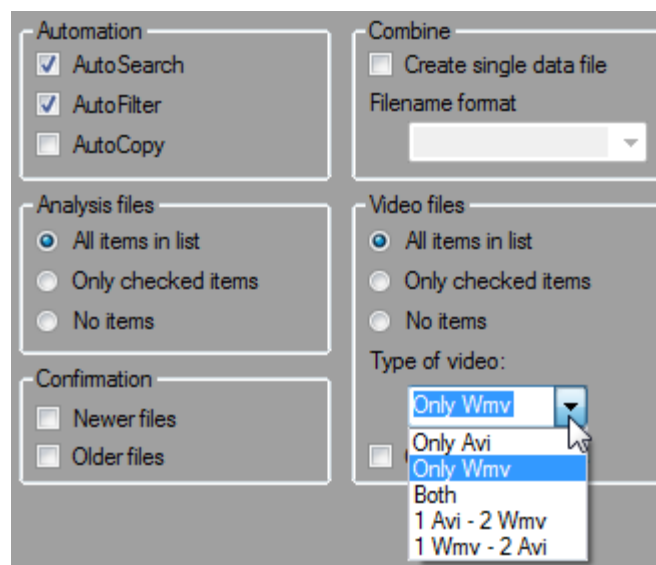 Automation
AutoSearch
AutoFilter
AutoCopy
Combine
Create single data file
Filename format
Analysis files
All items in list
Only checked items
No items
Video files
All items in list
Only checked items
No items
Type of video:
Only Wmv
Only Avi
Only Wmv
Both
1 Avi - 2 Wmv
1 Wmv - 2 Avi
Confirmation
Newer files
Older files